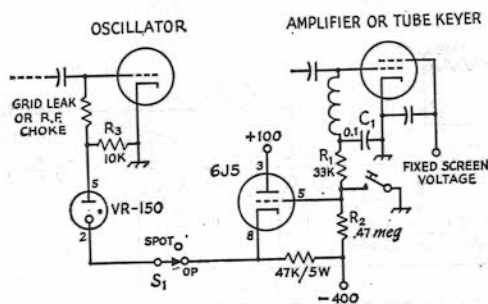 OSCILLATOR
AMPLIFIER OR TUBE KEYER
GRID LEAK
OR R.F.
CHOKE
R3
10K
5
VR-150
2
SPOT
S1
OP
+100
3
6J5
5
8
47K/5W
0.1
C1
R1
33K
R2
.47 meg
-400
FIXED SCREEN
VOLTAGE